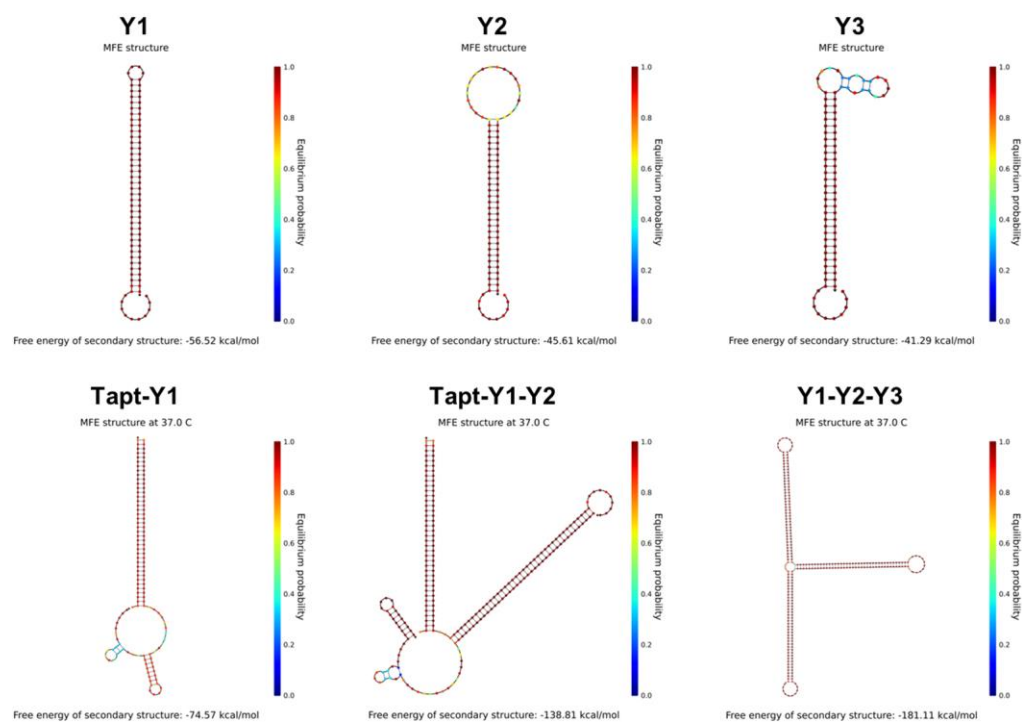 Y1
MFE structure
1.0
0.8
0.6
0.4
0.2
0.0
Equilibrium probability
Free energy of secondary structure: -56.52 kcal/mol
Y2
MFE structure
1.0
0.8
0.6
0.4
0.2
0.0
Equilibrium probability
Free energy of secondary structure: -45.61 kcal/mol
Y3
MFE structure
1.0
0.8
0.6
0.4
0.2
0.0
Equilibrium probability
Free energy of secondary structure: -41.29 kcal/mol
Tapt-Y1
MFE structure at 37.0 C
1.0
0.8
0.6
0.4
0.2
0.0
Equilibrium probability
Free energy of secondary structure: -74.57 kcal/mol
Tapt-Y1-Y2
MFE structure at 37.0 C
1.0
0.8
0.6
0.4
0.2
0.0
Equilibrium probability
Free energy of secondary structure: -138.81 kcal/mol
Y1-Y2-Y3
MFE structure at 37.0 C
1.0
0.8
0.6
0.4
0.2
0.0
Equilibrium probability
Free energy of secondary structure: -181.11 kcal/mol